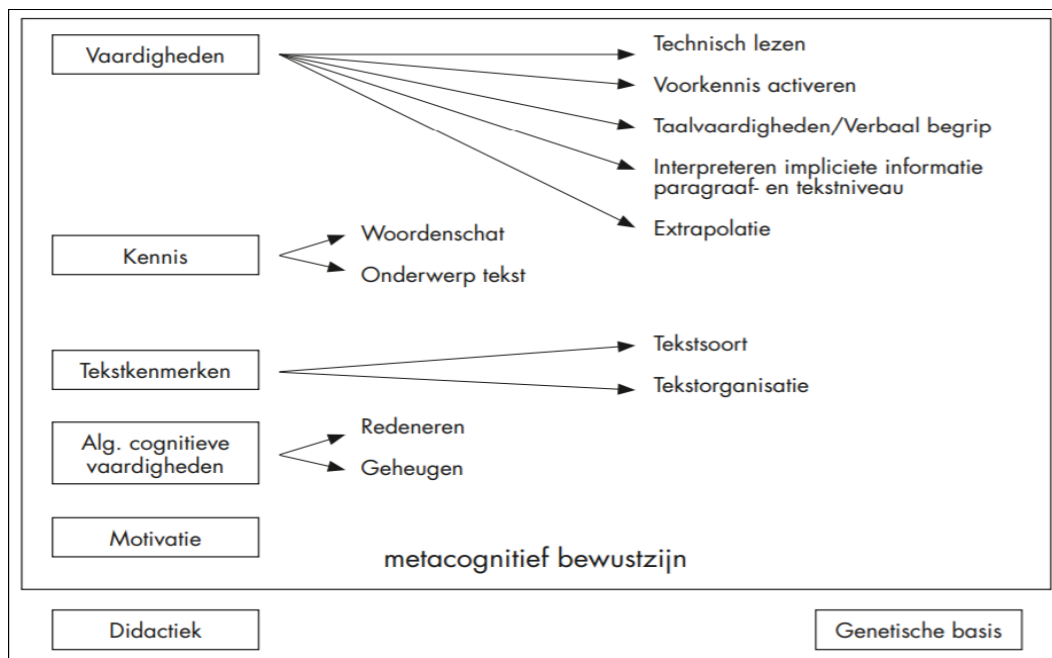 Vaardigheden
Technisch lezen
Voorkennis activeren
Taalvaardigheden/Verbaal begrip
Interpreteren impliciete informatie
paragraaf- en tekstniveau
Extrapolatie
Kennis
Woordenschat
Onderwerp tekst
Tekstkenmerken
Tekstsoort
Tekstorganisatie
Alg. cognitieve
vaardigheden
Redeneren
Geheugen
Motivatie
metacognitief bewustzijn
Didactiek
Genetische basis